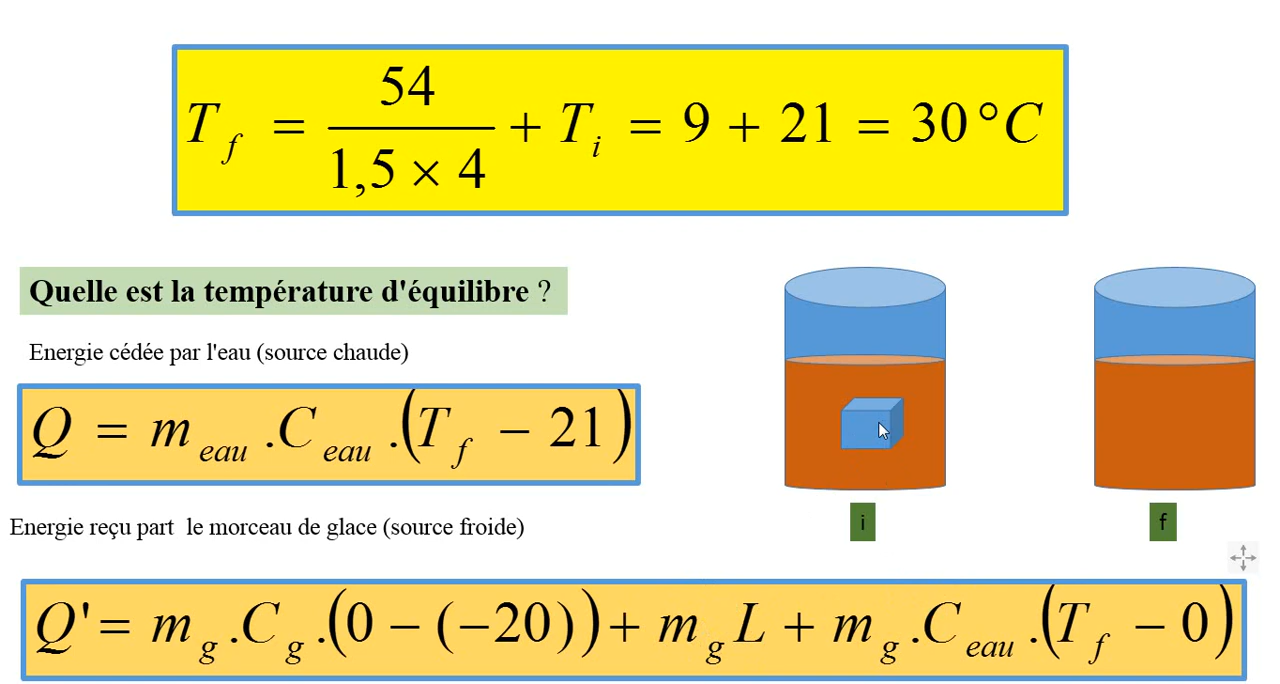 T_f = 54 / (1,5 × 4) + T_i = 9 + 21 = 30 °C
Quelle est la température d'équilibre ?
Energie cédée par l'eau (source chaude)
Q = m_eau .C_eau .(T_f − 21)
Energie reçu part le morceau de glace (source froide)
i
f
Q'= m_g .C_g .(0 − (−20)) + m_g L + m_g .C_eau .(T_f − 0)